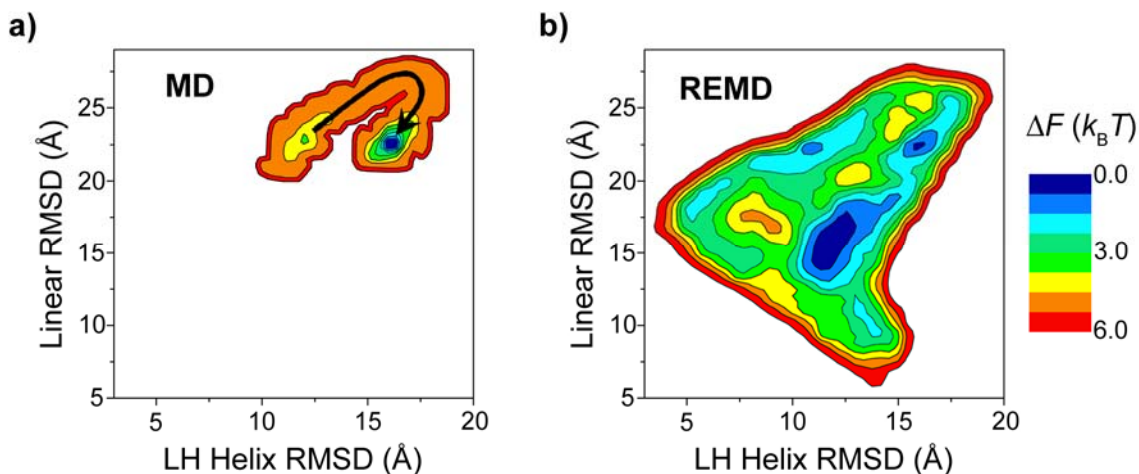 a)
MD
25
20
15
10
5
Linear RMSD (Å)
5
10
15
20
LH Helix RMSD (Å)
b)
REMD
25
20
15
10
5
Linear RMSD (Å)
5
10
15
20
LH Helix RMSD (Å)
ΔF (kBT)
0.0
3.0
6.0